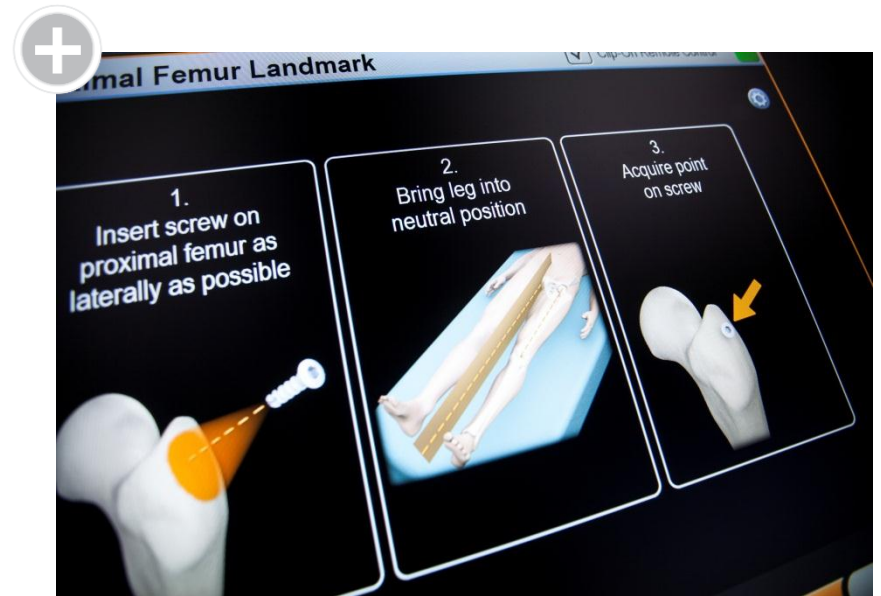 imal Femur Landmark
Clip-On Remote Control
1.
Insert screw on
proximal femur as
laterally as possible
2.
Bring leg into
neutral position
3.
Acquire point
on screw